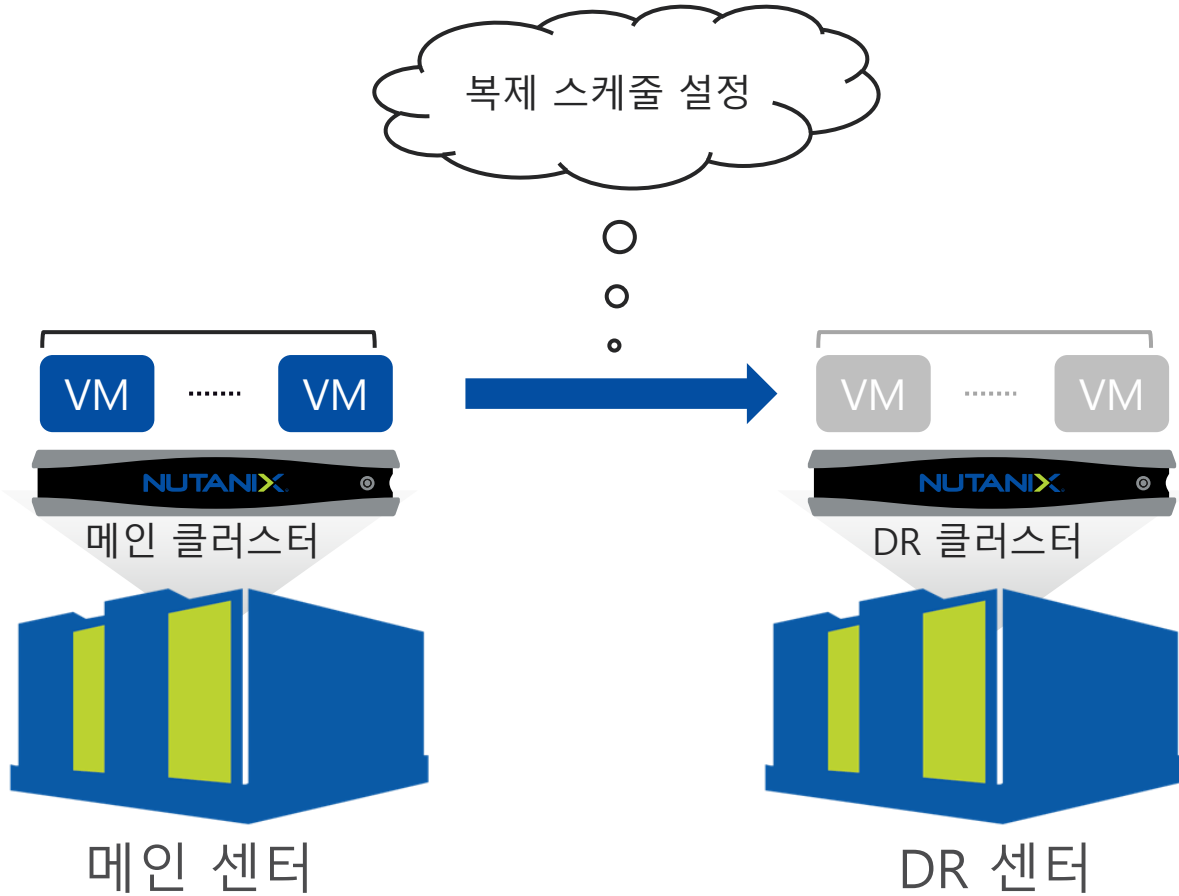 복제 스케줄 설정
VM ....... VM
VM ....... VM
NUTANIX.
NUTANIX.
메인 클러스터
DR 클러스터
메인 센터
DR 센터